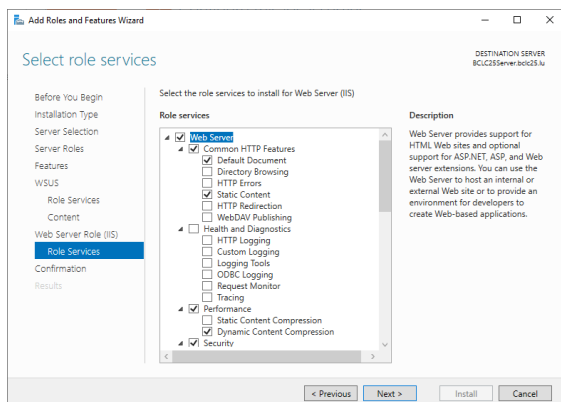 Add Roles and Features Wizard
Select role services
DESTINATION SERVER
BCLC25Server.bclc25.lu
Before You Begin
Installation Type
Server Selection
Server Roles
Features
WSUS
Role Services
Content
Web Server Role (IIS)
Role Services
Confirmation
Results
Select the role services to install for Web Server (IIS)
Role services
Web Server
Common HTTP Features
Default Document
Directory Browsing
HTTP Errors
Static Content
HTTP Redirection
WebDAV Publishing
Health and Diagnostics
HTTP Logging
Custom Logging
Logging Tools
ODBC Logging
Request Monitor
Tracing
Performance
Static Content Compression
Dynamic Content Compression
Security
Description
Web Server provides support for
HTML Web sites and optional
support for ASP.NET, ASP, and Web
server extensions. You can use the
Web Server to host an internal or
external Web site or to provide an
environment for developers to
create Web-based applications.
< Previous
Next >
Install
Cancel